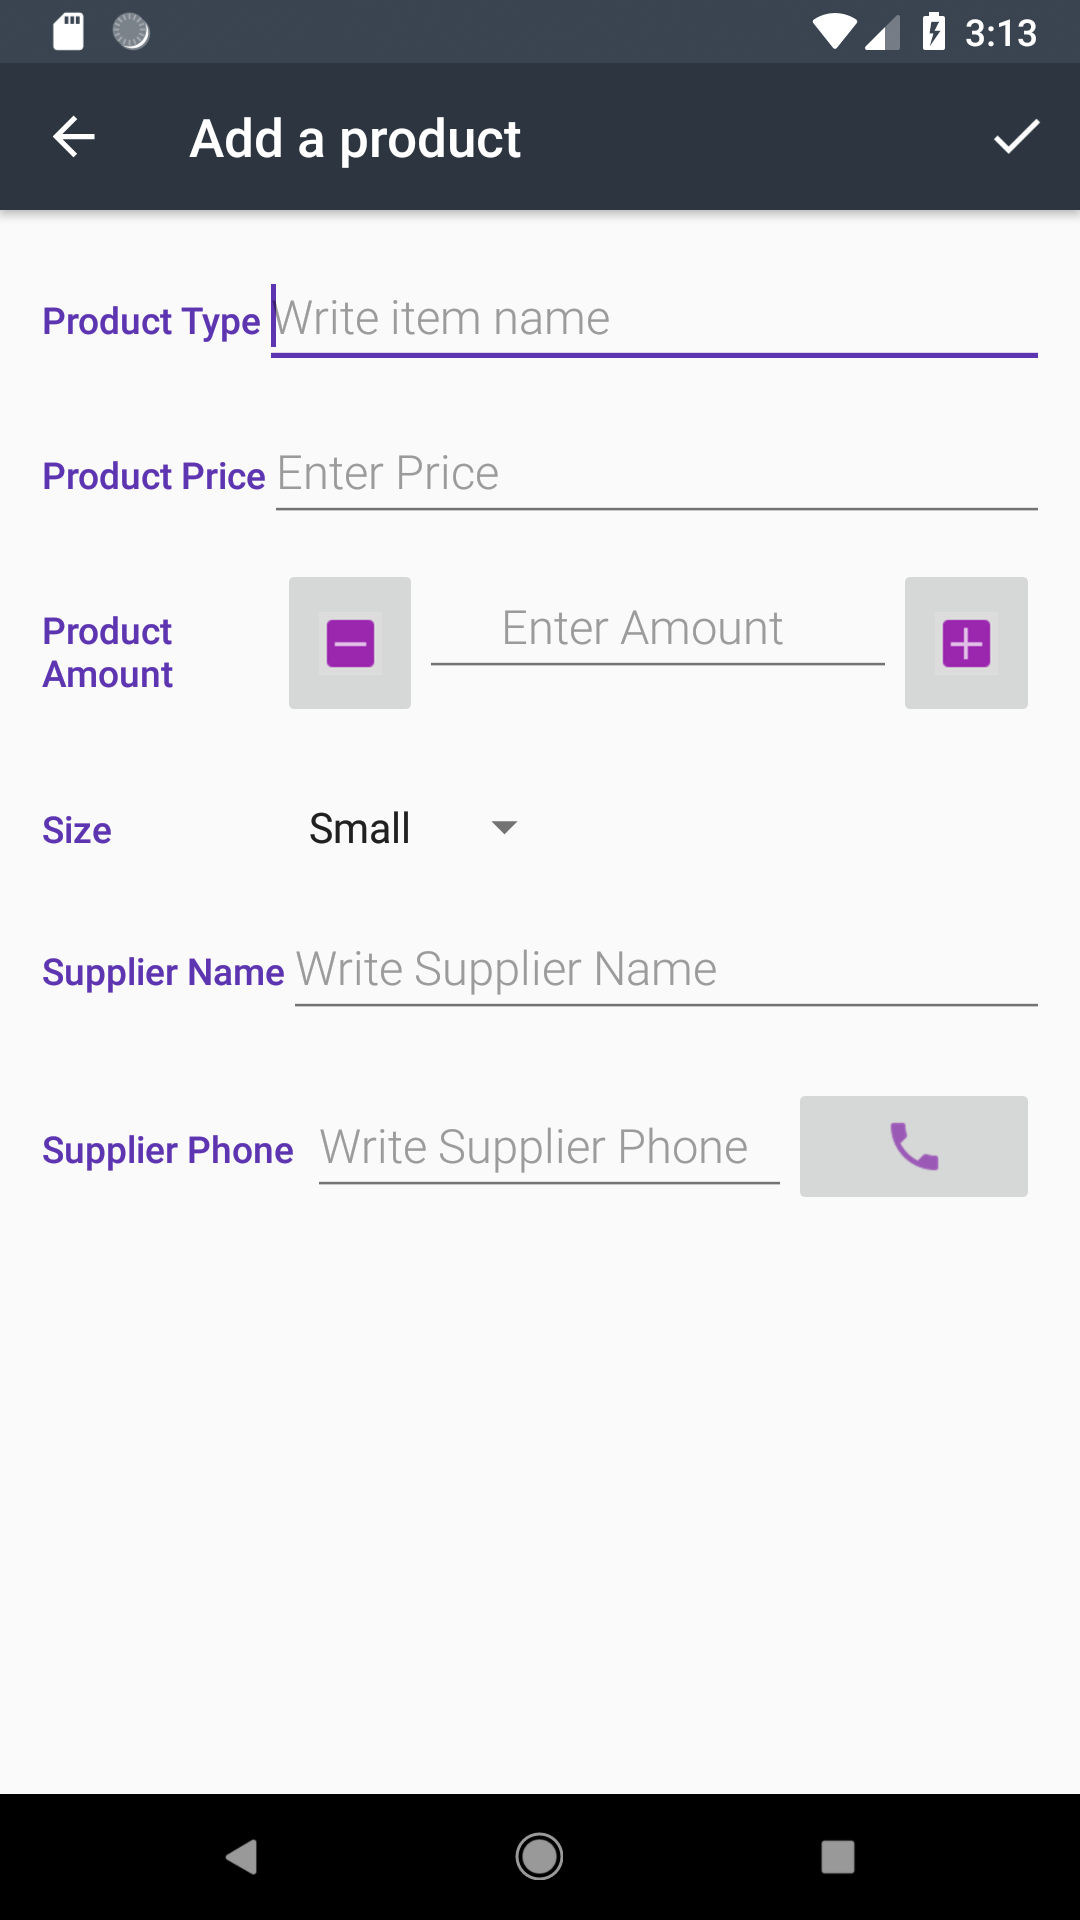 3:13
Add a product
Product Type Write item name
Product Price Enter Price
Product Amount
Enter Amount
Size Small
Supplier Name Write Supplier Name
Supplier Phone Write Supplier Phone